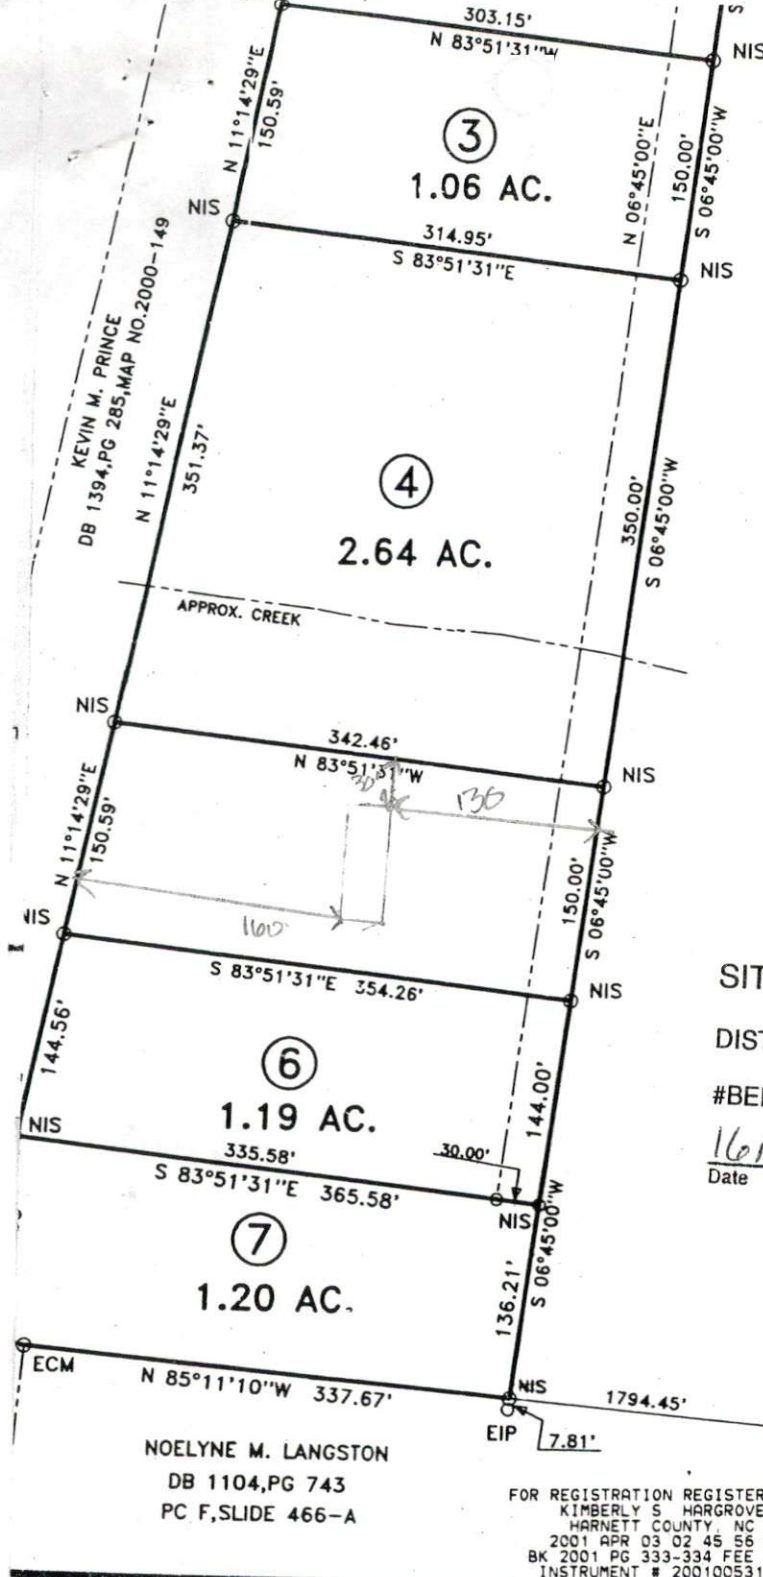 303.15'
N 83°51'31"W
NIS
N 11°14'29"E
150.59'
3
1.06 AC.
N 06°45'00"E
150.00'
S 06°45'00"W
NIS
314.95'
S 83°51'31"E
NIS
KEVIN M. PRINCE
DB 1394,PG 285,MAP NO.2000-149
N 11°14'29"E
351.37'
4
2.64 AC.
350.00'
S 06°45'00"W
APPROX. CREEK
NIS
342.46'
N 83°51'31"W
NIS
30'
130
N 11°14'29"E
150.59'
150.00'
S 06°45'00"W
160
NIS
S 83°51'31"E 354.26'
NIS
144.56'
6
1.19 AC.
144.00'
NIS
335.58'
30.00'
S 83°51'31"E 365.58'
NIS
7
1.20 AC.
136.21'
S 06°45'00"W
ECM
N 85°11'10"W 337.67'
NIS
1794.45'
EIP
7.81'
NOELYNE M. LANGSTON
DB 1104,PG 743
PC F,SLIDE 466-A
SIT
DIST
#BE
Date
FOR REGISTRATION REGISTER
KIMBERLY S HARGROVE
HARNETT COUNTY, NC
2001 APR 03 02 45 56
BK 2001 PG 333-334 FEE
INSTRUMENT # 200100531